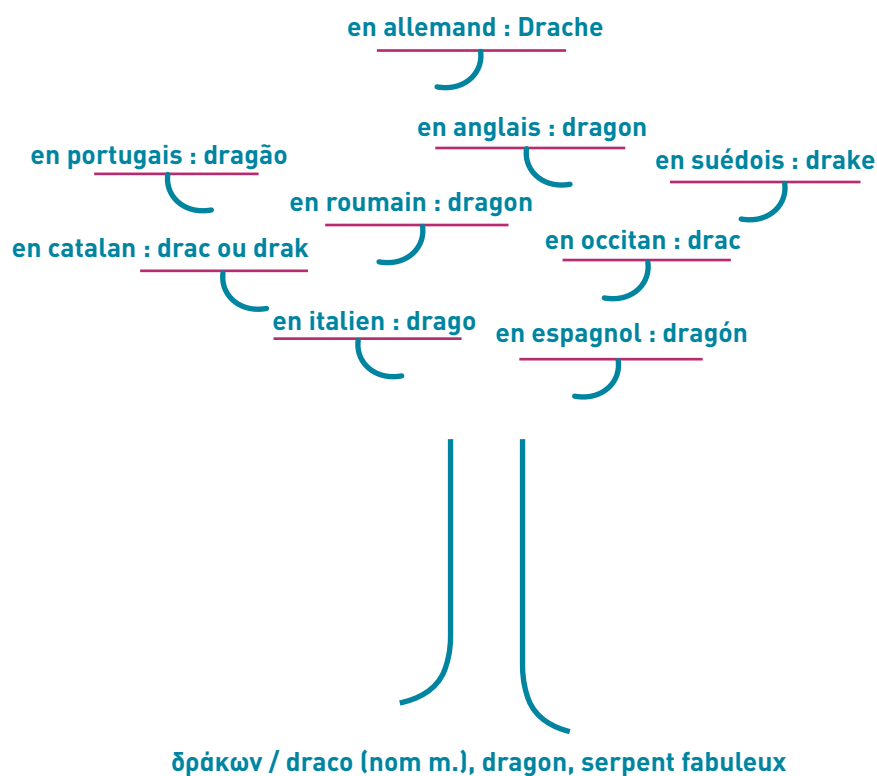 en allemand : Drache
en anglais : dragon
en portugais : dragão
en suédois : drake
en roumain : dragon
en occitan : drac
en catalan : drac ou drak
en italien : drago
en espagnol : dragón
δράκων / draco (nom m.), dragon, serpent fabuleux